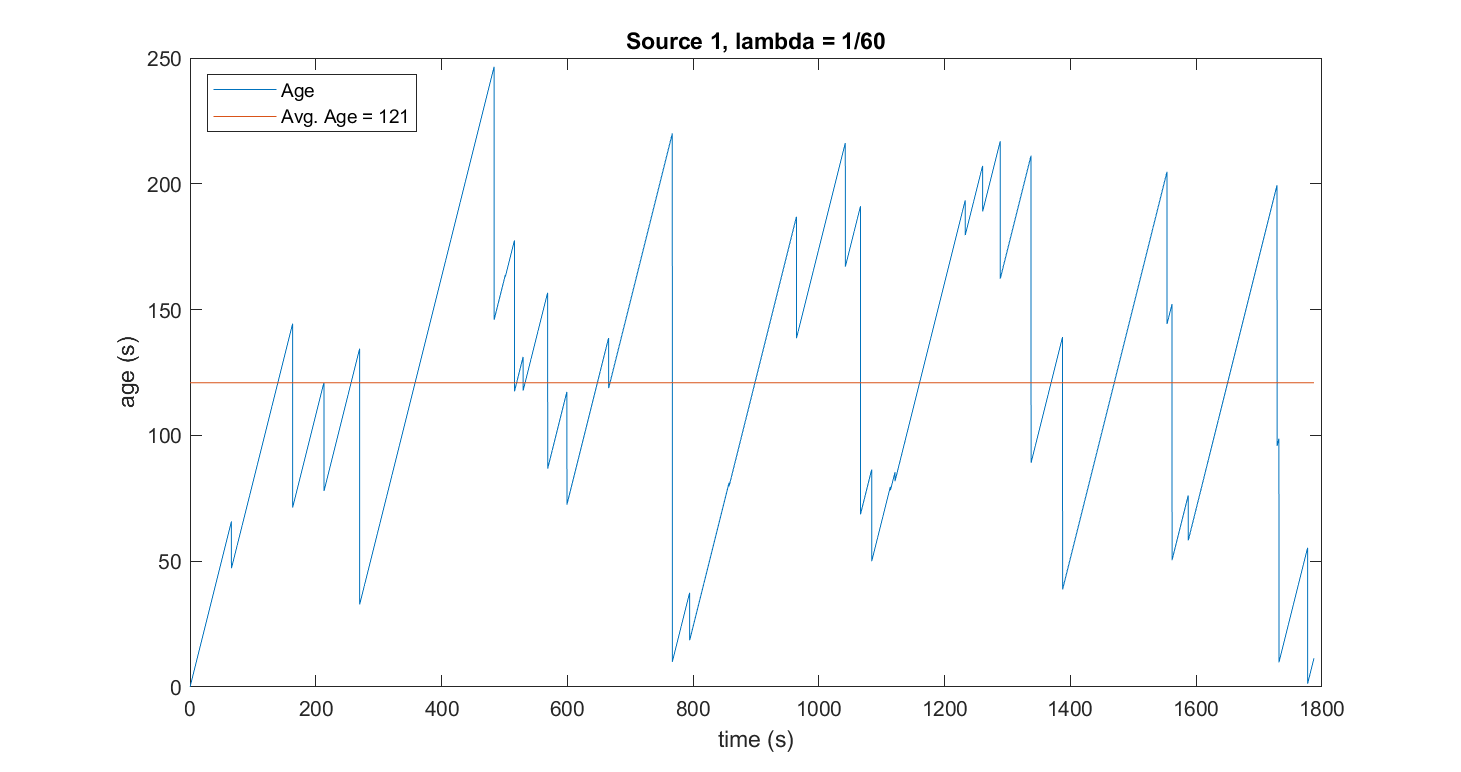 Source 1, lambda = 1/60
Age
Avg. Age = 121
250
200
150
100
50
0
age (s)
0 200 400 600 800 1000 1200 1400 1600 1800
time (s)